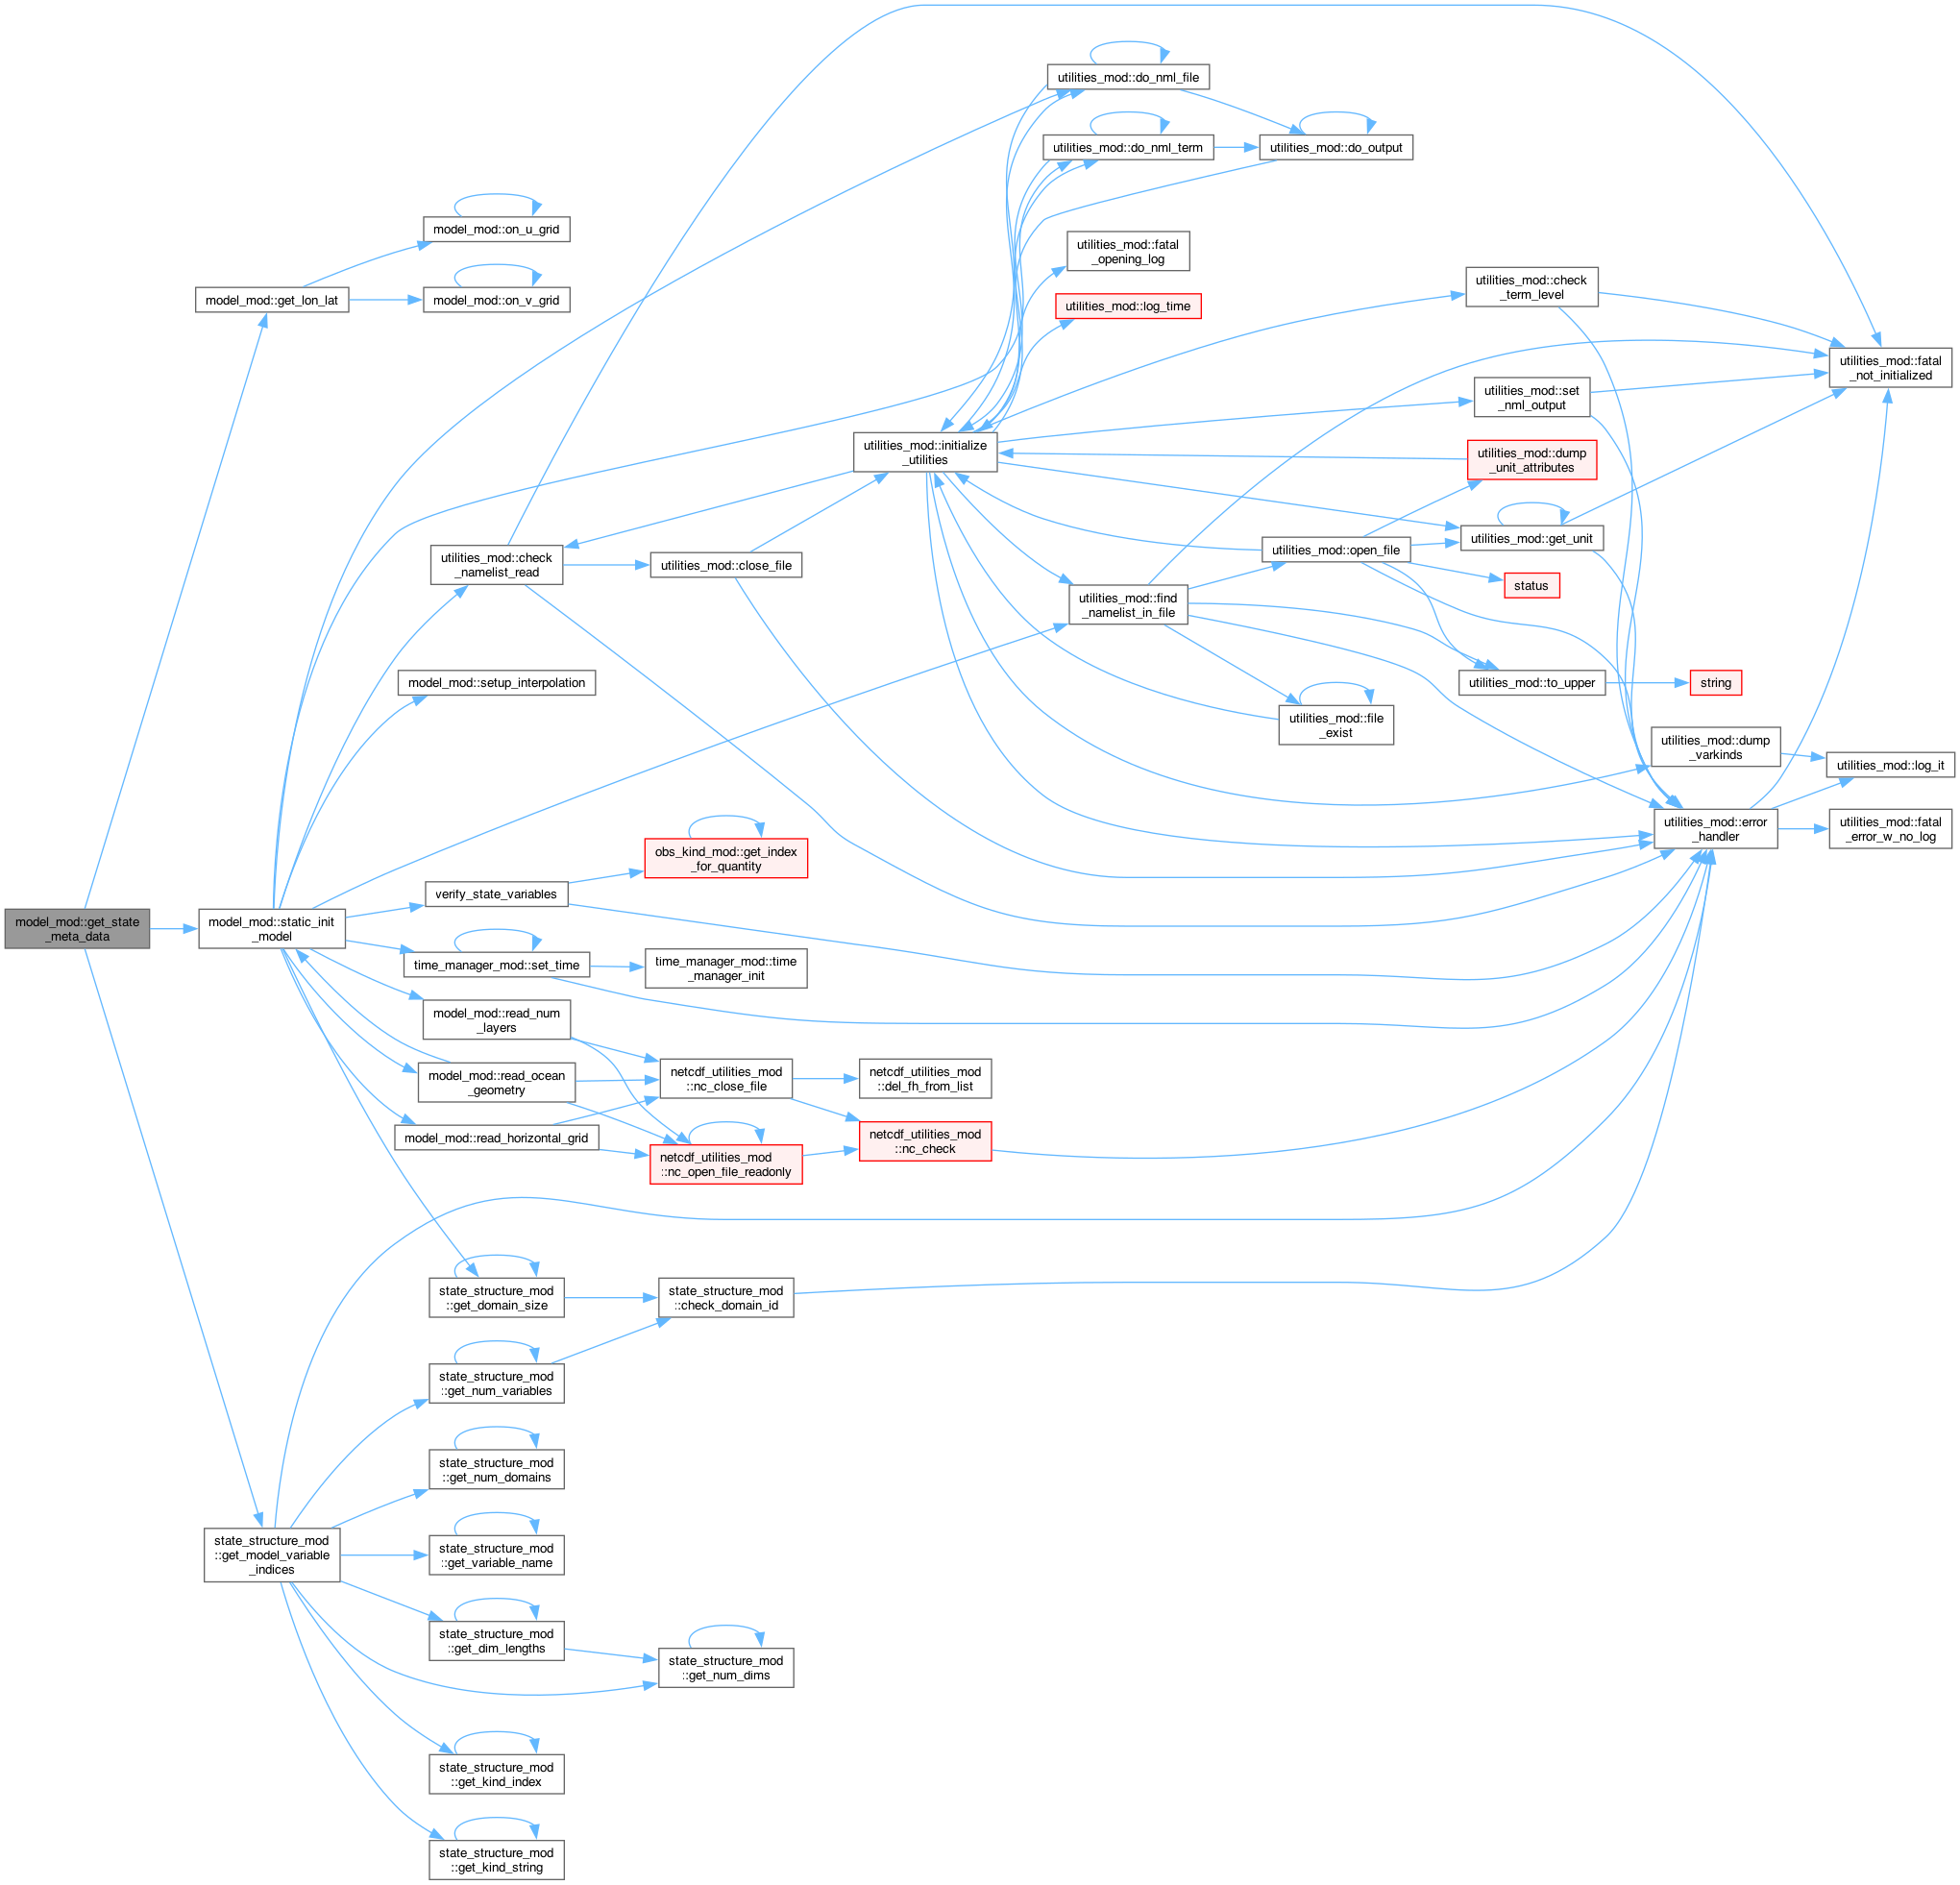 utilities_mod::do_nml_file
utilities_mod::do_nml_term
utilities_mod::do_output
model_mod::on_u_grid
utilities_mod::fatal
_opening_log
model_mod::get_lon_lat
model_mod::on_v_grid
utilities_mod::log_time
utilities_mod::check
_term_level
utilities_mod::fatal
_not_initialized
utilities_mod::set
_nml_output
utilities_mod::initialize
_utilities
utilities_mod::dump
_unit_attributes
utilities_mod::get_unit
utilities_mod::open_file
utilities_mod::check
_namelist_read
utilities_mod::close_file
status
utilities_mod::find
_namelist_in_file
model_mod::setup_interpolation
utilities_mod::to_upper
string
utilities_mod::file
_exist
utilities_mod::dump
_varkinds
utilities_mod::log_it
utilities_mod::error
_handler
utilities_mod::fatal
_error_w_no_log
obs_kind_mod::get_index
_for_quantity
verify_state_variables
model_mod::get_state
_meta_data
model_mod::static_init
_model
time_manager_mod::set_time
time_manager_mod::time
_manager_init
model_mod::read_num
_layers
model_mod::read_ocean
_geometry
netcdf_utilities_mod
::nc_close_file
netcdf_utilities_mod
::del_fh_from_list
model_mod::read_horizontal_grid
netcdf_utilities_mod
::nc_open_file_readonly
netcdf_utilities_mod
::nc_check
state_structure_mod
::get_domain_size
state_structure_mod
::check_domain_id
state_structure_mod
::get_num_variables
state_structure_mod
::get_num_domains
state_structure_mod
::get_model_variable
_indices
state_structure_mod
::get_variable_name
state_structure_mod
::get_dim_lengths
state_structure_mod
::get_num_dims
state_structure_mod
::get_kind_index
state_structure_mod
::get_kind_string